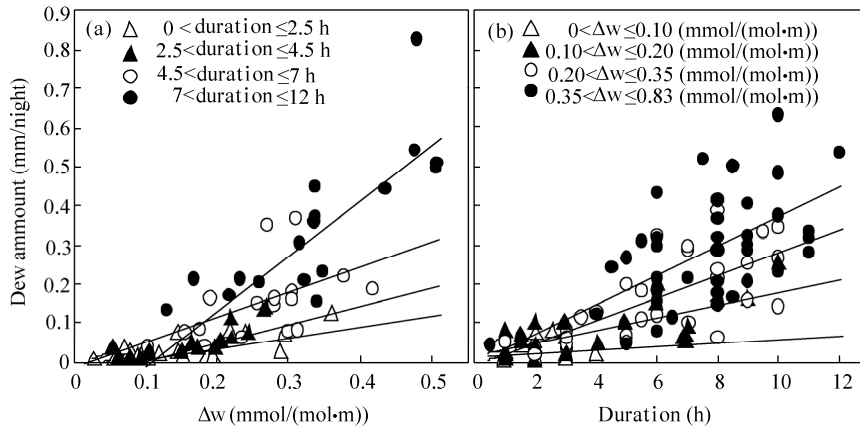 (a)
0 <duration ≤2.5 h
2.5<duration≤4.5 h
4.5<duration≤7 h
7<duration≤12 h
(b)
0<Δw≤0.10 (mmol/(mol•m))
0.10<Δw≤0.20 (mmol/(mol•m))
0.20<Δw≤0.35 (mmol/(mol•m))
0.35<Δw≤0.83 (mmol/(mol•m))
Dew ammount (mm/night)
0.9
0.8
0.7
0.6
0.5
0.4
0.3
0.2
0.1
0
0 0.1 0.2 0.3 0.4 0.5
0 2 4 6 8 10 12
Δw (mmol/(mol•m))
Duration (h)